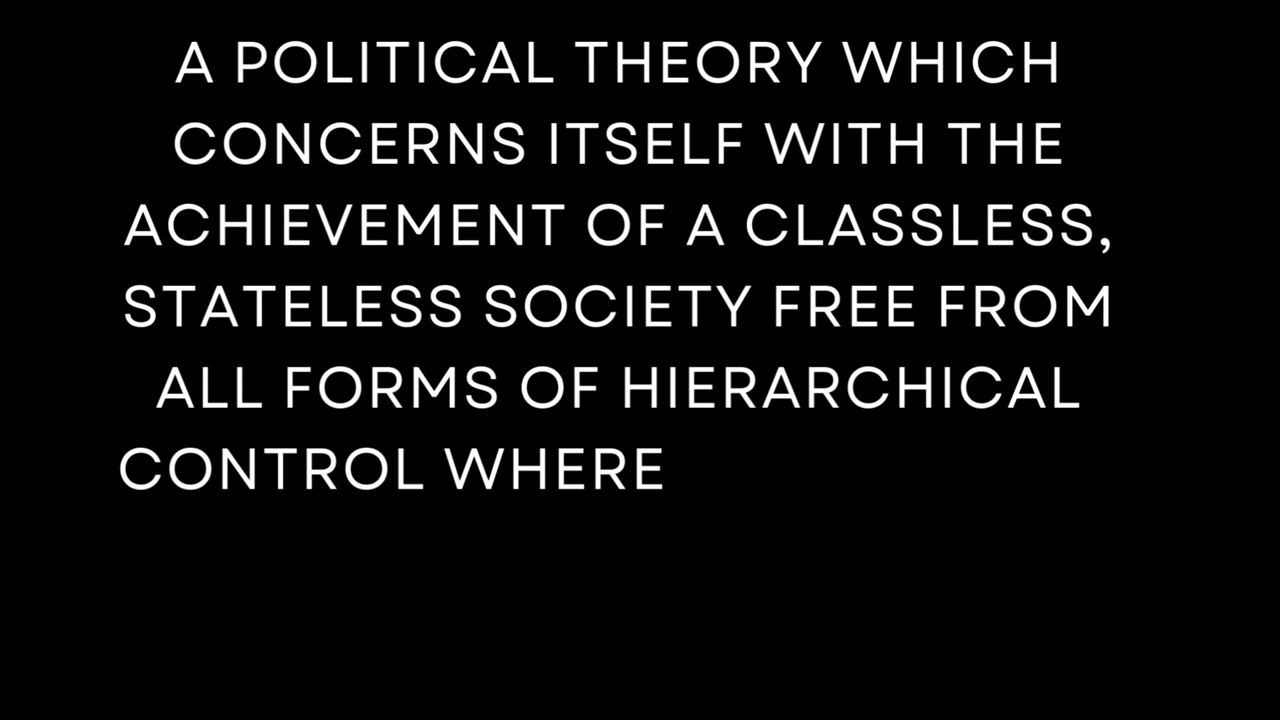 A POLITICAL THEORY WHICH
CONCERNS ITSELF WITH THE
ACHIEVEMENT OF A CLASSLESS,
STATELESS SOCIETY FREE FROM
ALL FORMS OF HIERARCHICAL
CONTROL WHERE